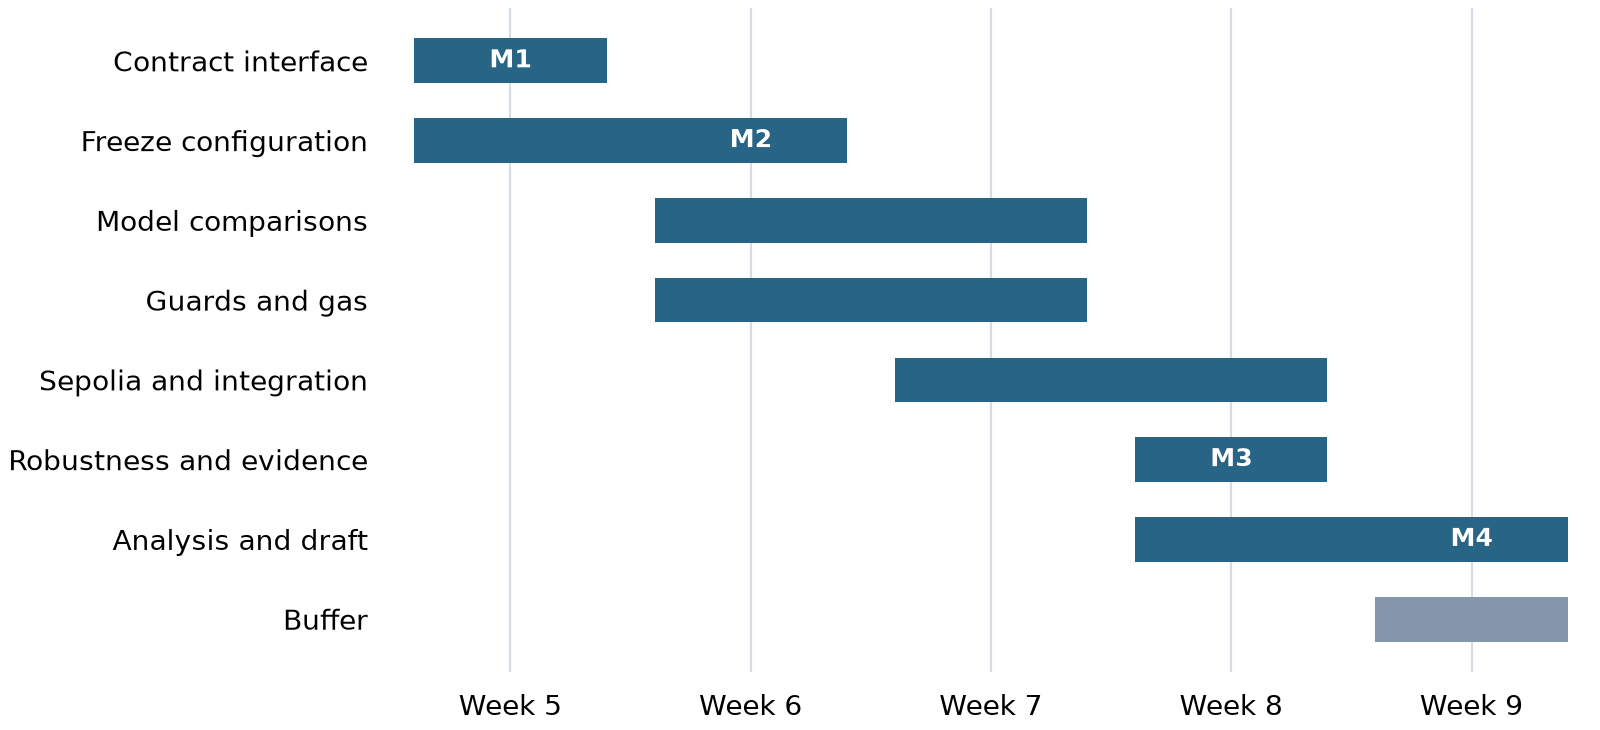 Contract interface M1
Freeze configuration M2
Model comparisons
Guards and gas
Sepolia and integration
Robustness and evidence M3
Analysis and draft M4
Buffer
Week 5 Week 6 Week 7 Week 8 Week 9